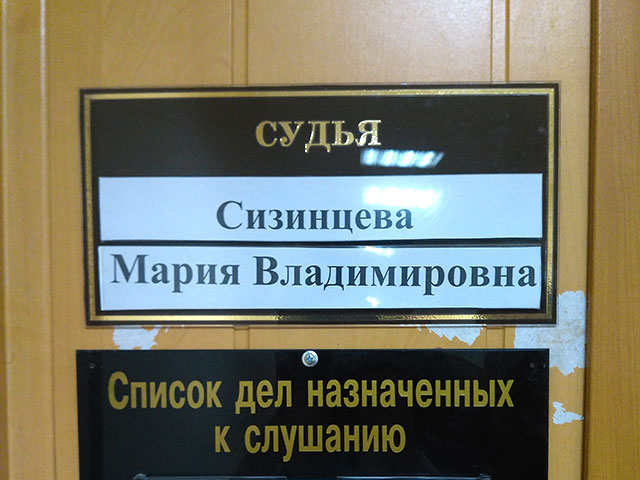 СУДЬЯ
Сизинцева
Мария Владимировна
Список дел назначенных
к слушанию